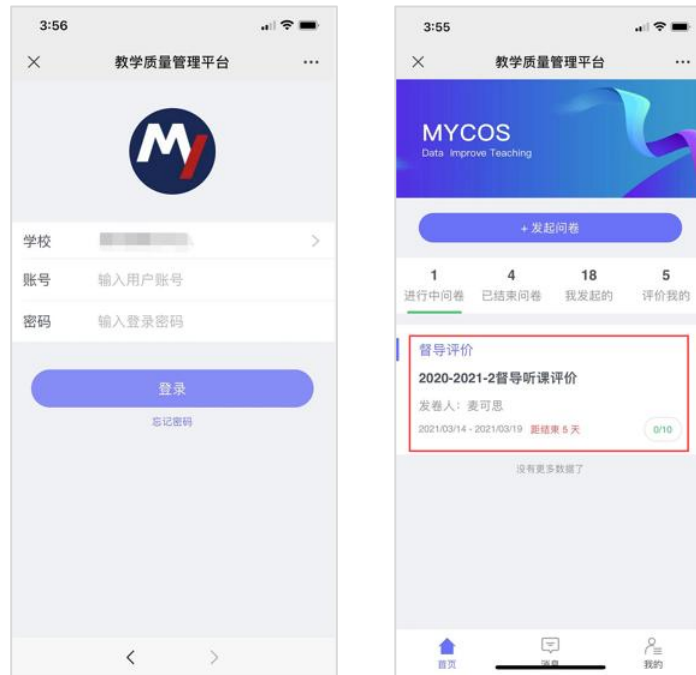 3:56
教学质量管理平台
学校
账号 输入用户账号
密码 输入登录密码
登录
忘记密码
3:55
教学质量管理平台
MYCOS
Data Improve Teaching
+ 发起问卷
1 4 18 5
进行中问卷 已结束问卷 我发起的 评价我的
督导评价
2020-2021-2督导听课评价
发卷人：麦可思
2021/03/14 - 2021/03/19 距结束 5 天 0/10
没有更多数据了
首页 消息 我的